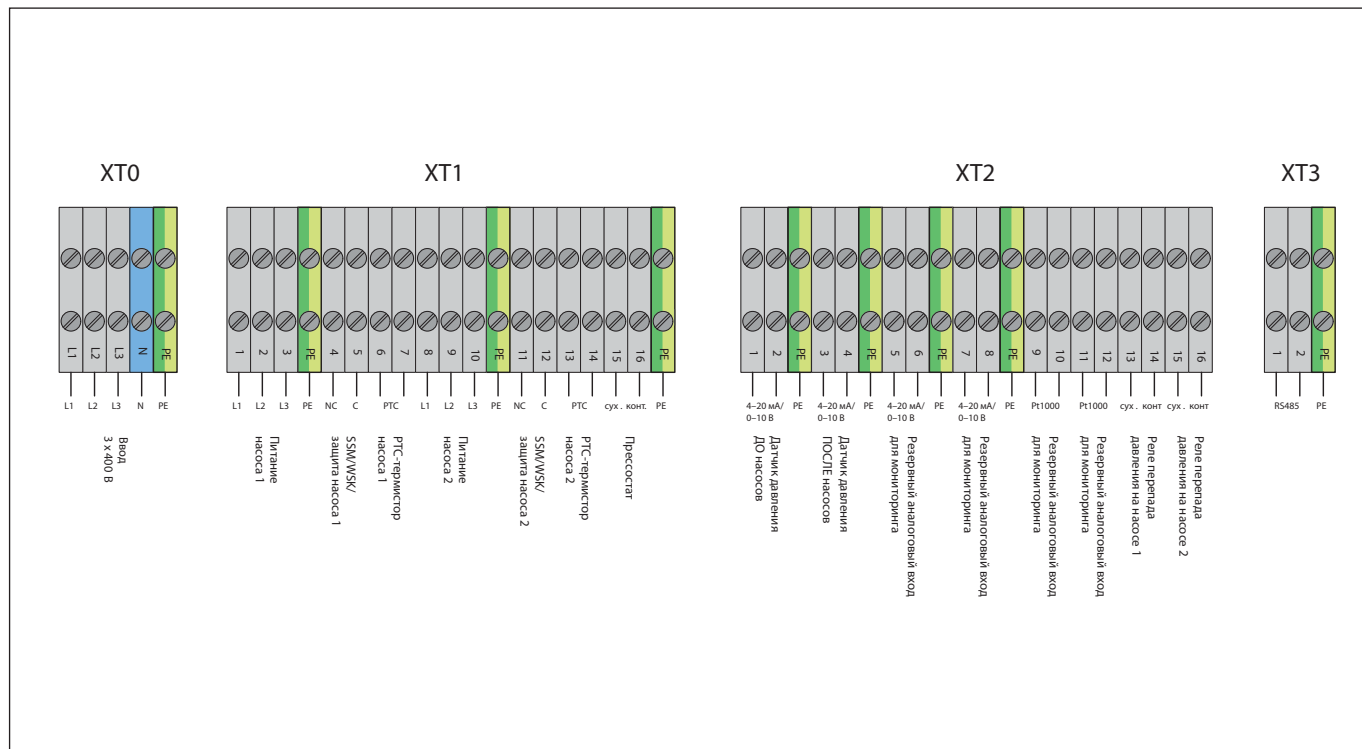 XT0
XT1
XT2
XT3
L1 L2 L3 N PE
1 2 3 PE 4 5 6 7 8 9 10 PE 11 12 13 14 15 16 PE
1 2 PE 3 4 PE 5 6 PE 7 8 PE 9 10 11 12 13 14 15 16
1 2 PE
L1 L2 L3 N PE
L1 L2 L3 PE NC C PTC L1 L2 L3 PE NC C PTC сух. конт. PE
4–20 мА/
0–10 В
PE
4–20 мА/
0–10 В
PE
4–20 мА/
0–10 В
PE
4–20 мА/
0–10 В
PE
Pt1000
Pt1000
сух. конт
сух. конт
RS485 PE
Ввод
3 x 400 В
Питание
насоса 1
SSM/WSK/
защита насоса 1
PTC-термистор
насоса 1
Питание
насоса 2
SSM/WSK/
защита насоса 2
PTC-термистор
насоса 2
Прессостат
Датчик давления
ДО насосов
Датчик давления
ПОСЛЕ насосов
Резервный аналоговый вход
для мониторинга
Резервный аналоговый вход
для мониторинга
Резервный аналоговый вход
для мониторинга
Резервный аналоговый вход
для мониторинга
Реле перепада
давления на насосе 1
Реле перепада
давления на насосе 2